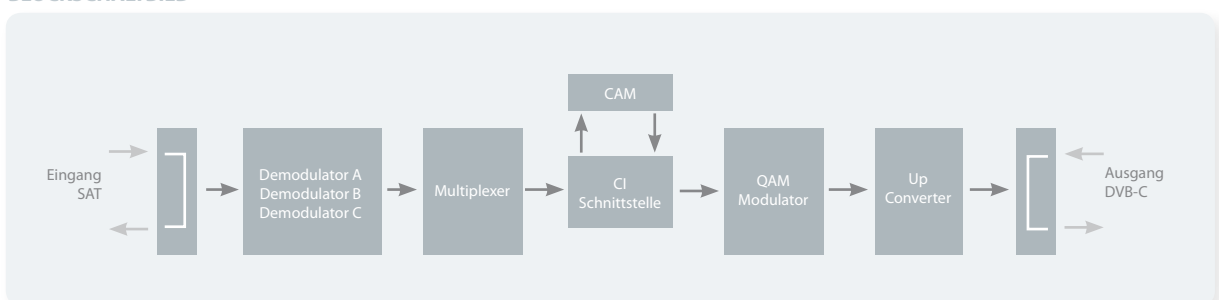 Eingang
SAT
Demodulator A
Demodulator B
Demodulator C
Multiplexer
CAM
CI
Schnittstelle
QAM
Modulator
Up
Converter
Ausgang
DVB-C